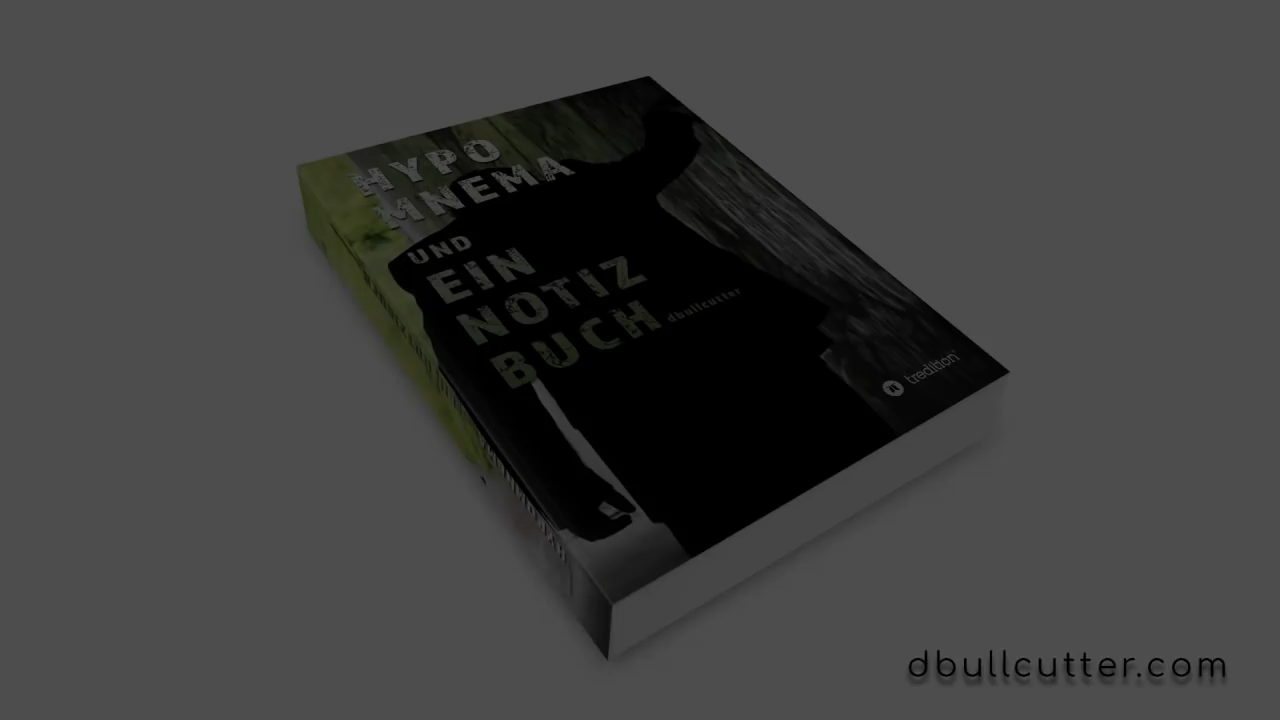 HYPO
MNEMA
UND
EIN
NOTIZ
BUCH
dbullcutter
tredition
dbullcutter.com